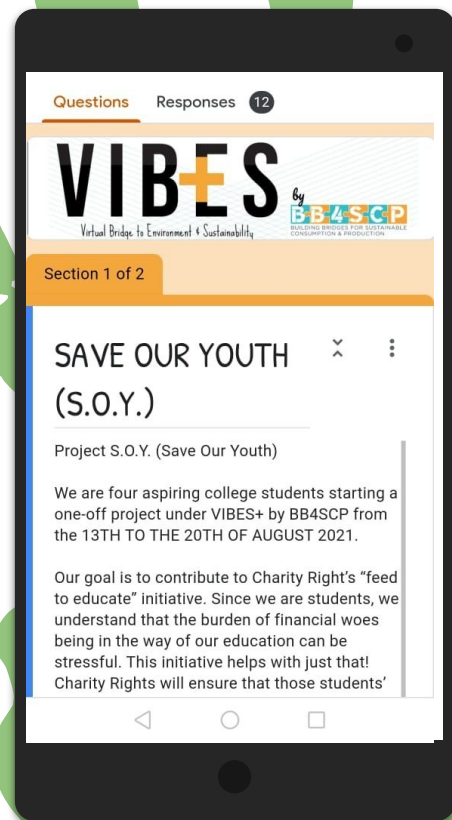 Questions Responses 12
VIB+ES
by
BB4SCP
Virtual Bridge to Environment & Sustainability
BUILDING BRIDGES FOR SUSTAINABLE
CONSUMPTION & PRODUCTION
Section 1 of 2
SAVE OUR YOUTH
(S.O.Y.)
Project S.O.Y. (Save Our Youth)
We are four aspiring college students starting a
one-off project under VIBES+ by BB4SCP from
the 13TH TO THE 20TH OF AUGUST 2021.
Our goal is to contribute to Charity Right's “feed
to educate” initiative. Since we are students, we
understand that the burden of financial woes
being in the way of our education can be
stressful. This initiative helps with just that!
Charity Rights will ensure that those students’